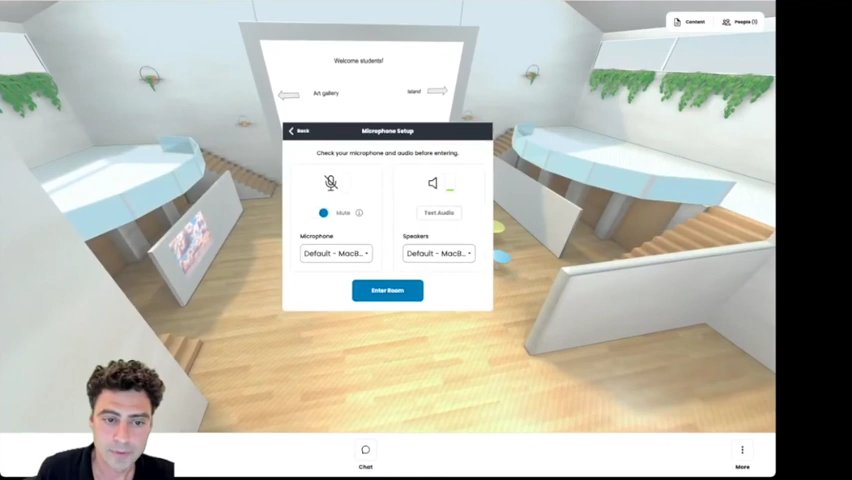 Content
People (1)
Welcome students!
Art gallery
Island
Back
Microphone Setup
Check your microphone and audio before entering.
Mute
Test Audio
Microphone
Speakers
Default - MacB...
Default - MacB...
Enter Room
Chat
More